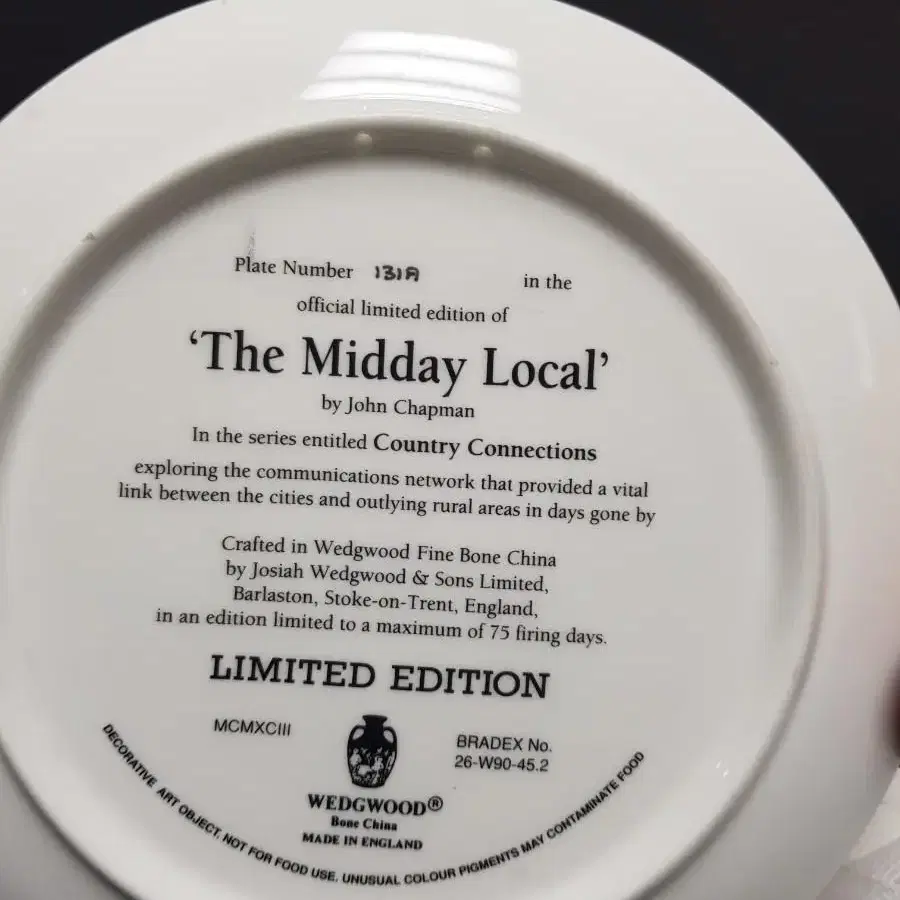 Plate Number 131A in the
official limited edition of
‘The Midday Local’
by John Chapman
In the series entitled Country Connections
exploring the communications network that provided a vital
link between the cities and outlying rural areas in days gone by
Crafted in Wedgwood Fine Bone China
by Josiah Wedgwood & Sons Limited,
Barlaston, Stoke-on-Trent, England,
in an edition limited to a maximum of 75 firing days.
LIMITED EDITION
MCMXCIII
BRADEX No.
26-W90-45.2
WEDGWOOD®
Bone China
MADE IN ENGLAND
DECORATIVE ART OBJECT. NOT FOR FOOD USE. UNUSUAL COLOUR PIGMENTS MAY CONTAMINATE FOOD